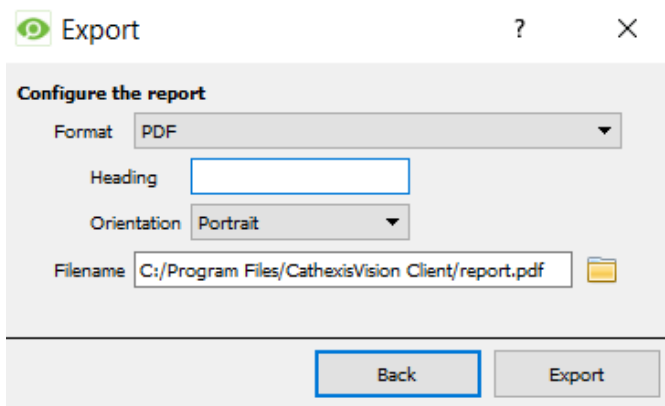 Export ?
Configure the report
Format PDF
Heading
Orientation Portrait
Filename C:/Program Files/CathexisVision Client/report.pdf
Back Export